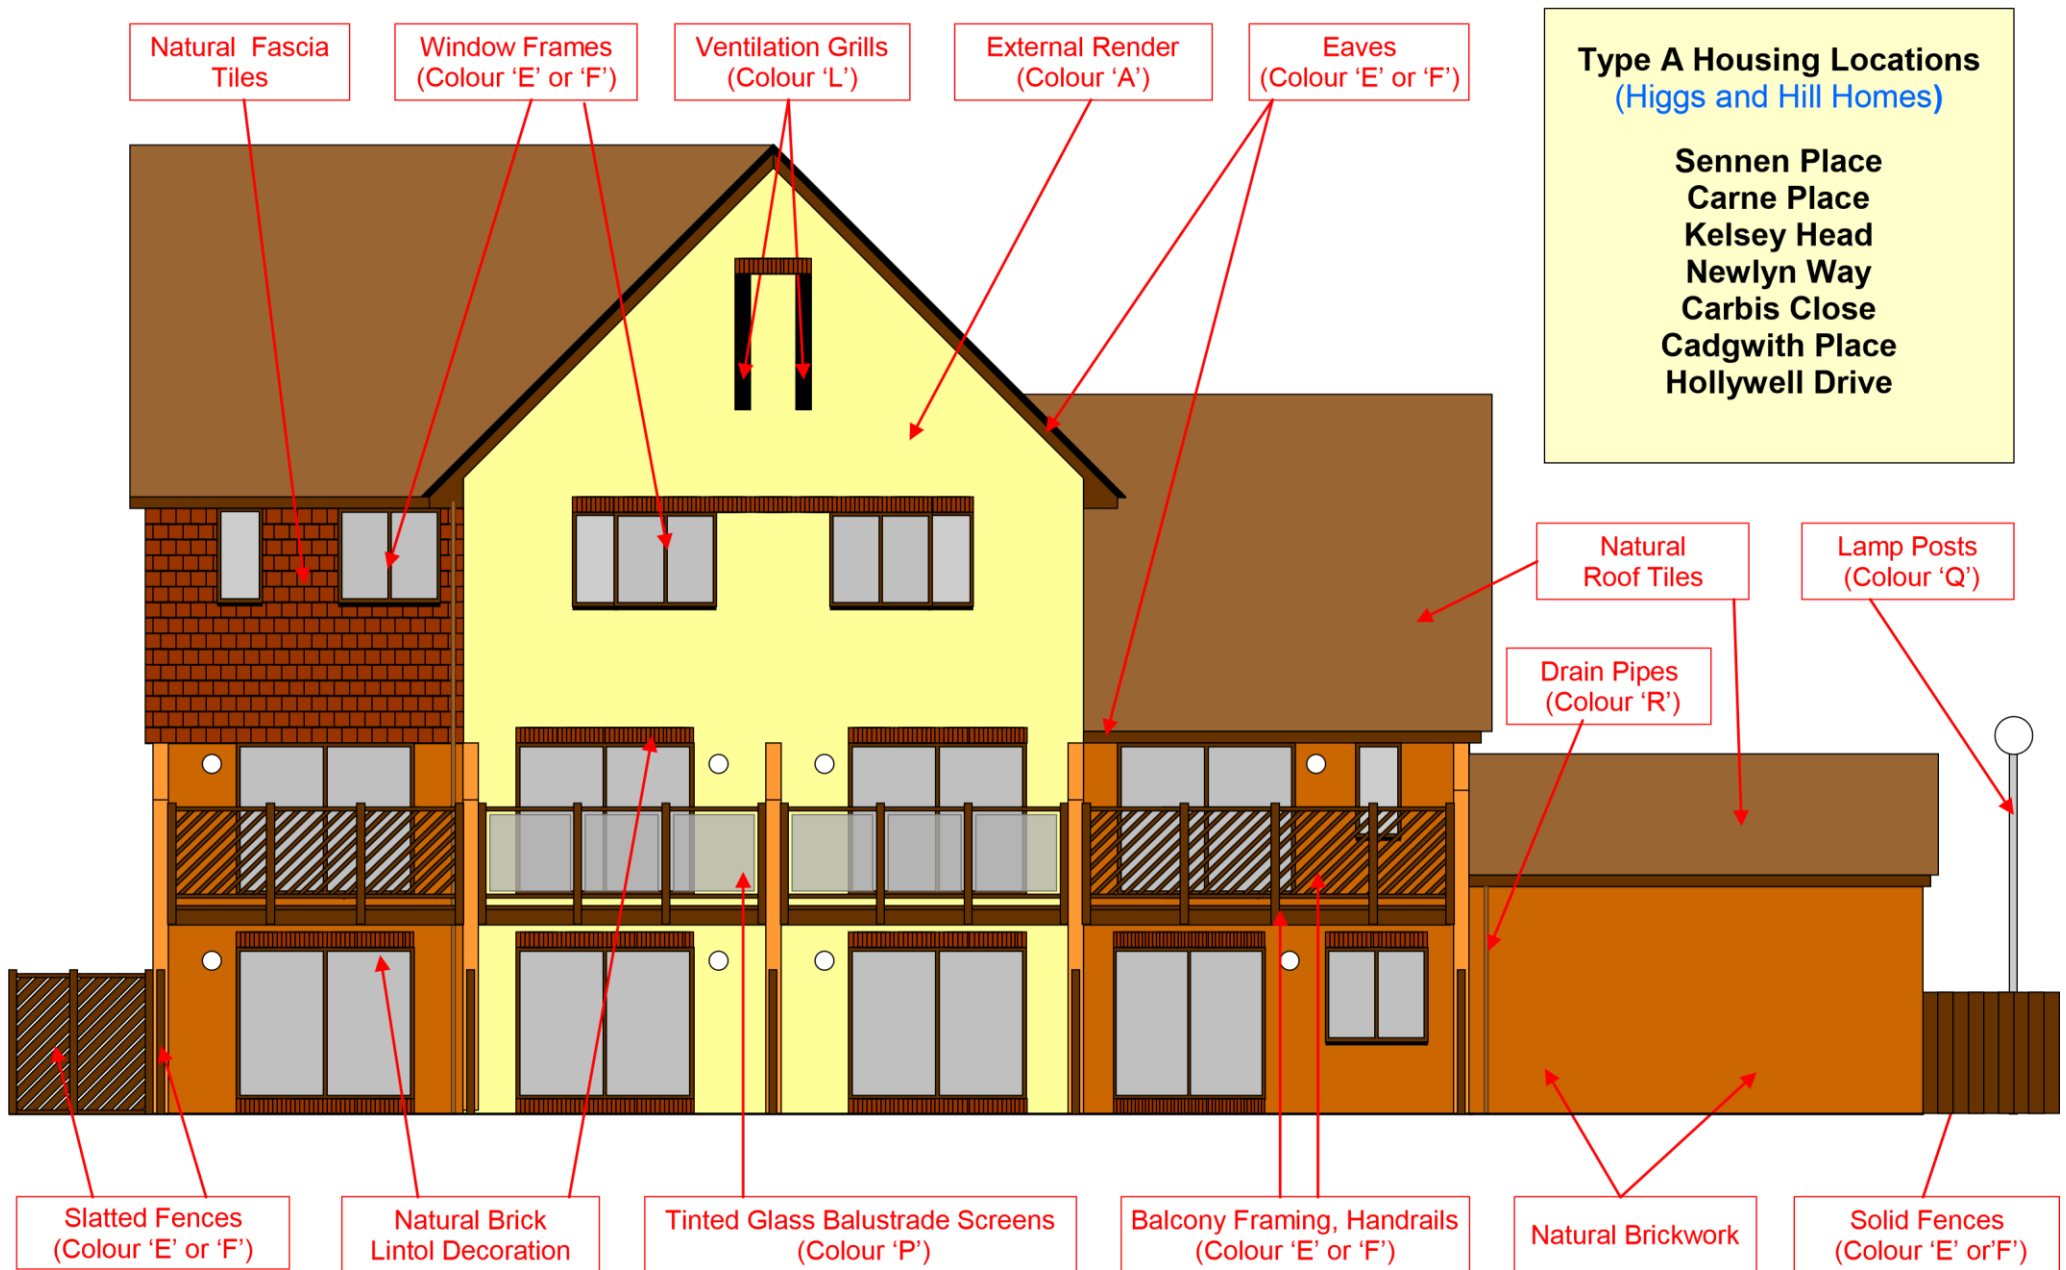 Natural Fascia
Tiles
Window Frames
(Colour ‘E’ or ‘F’)
Ventilation Grills
(Colour ‘L’)
External Render
(Colour ‘A’)
Eaves
(Colour ‘E’ or ‘F’)
Type A Housing Locations
(Higgs and Hill Homes)
Sennen Place
Carne Place
Kelsey Head
Newlyn Way
Carbis Close
Cadgwith Place
Hollywell Drive
Natural
Roof Tiles
Lamp Posts
(Colour ‘Q’)
Drain Pipes
(Colour ‘R’)
Slatted Fences
(Colour ‘E’ or ‘F’)
Natural Brick
Lintol Decoration
Tinted Glass Balustrade Screens
(Colour ‘P’)
Balcony Framing, Handrails
(Colour ‘E’ or ‘F’)
Natural Brickwork
Solid Fences
(Colour ‘E’ or’F’)